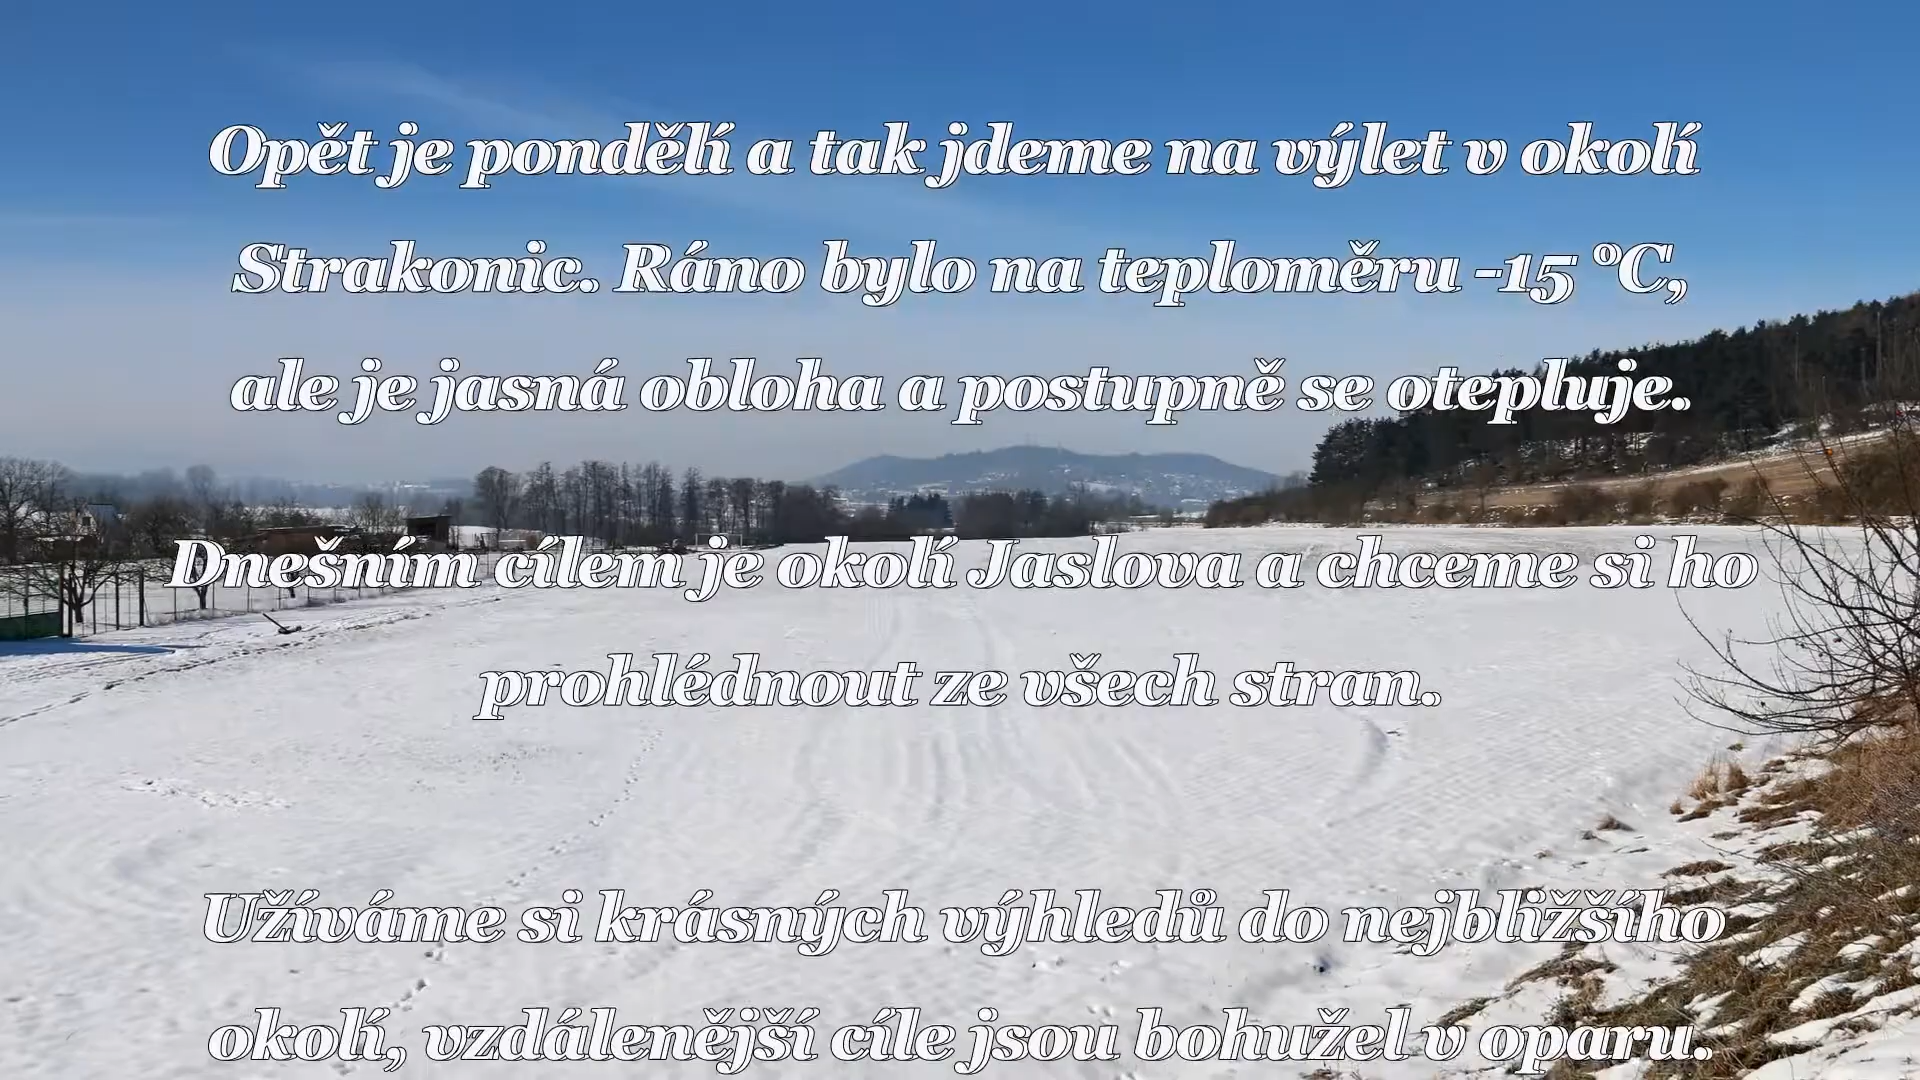 Opět je pondělí a tak jdeme na výlet v okolí
Strakonic. Ráno bylo na teploměru -15 °C,
ale je jasná obloha a postupně se otepluje.
Dnešním cílem je okolí Jaslova a chceme si ho
prohlédnout ze všech stran.
Užíváme si krásných výhledů do nejbližšího
okolí, vzdálenější cíle jsou bohužel v oparu.